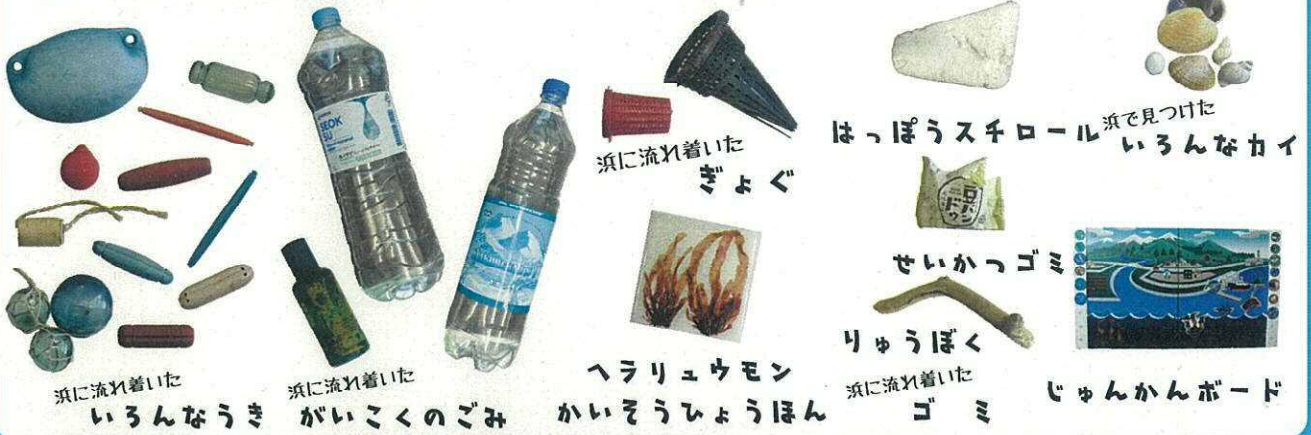 SEOK
SU
浜に流れ着いた
いろんなうき
浜に流れ着いた
がいこくのごみ
浜に流れ着いた
ぎょぐ
ヘラリュウモン
かいそうひょうほん
はっぽうスチロール
浜で見つけた
いろんなカイ
せいかつゴミ
りゅうぼく
浜に流れ着いた
ゴミ
じゅんかんボード